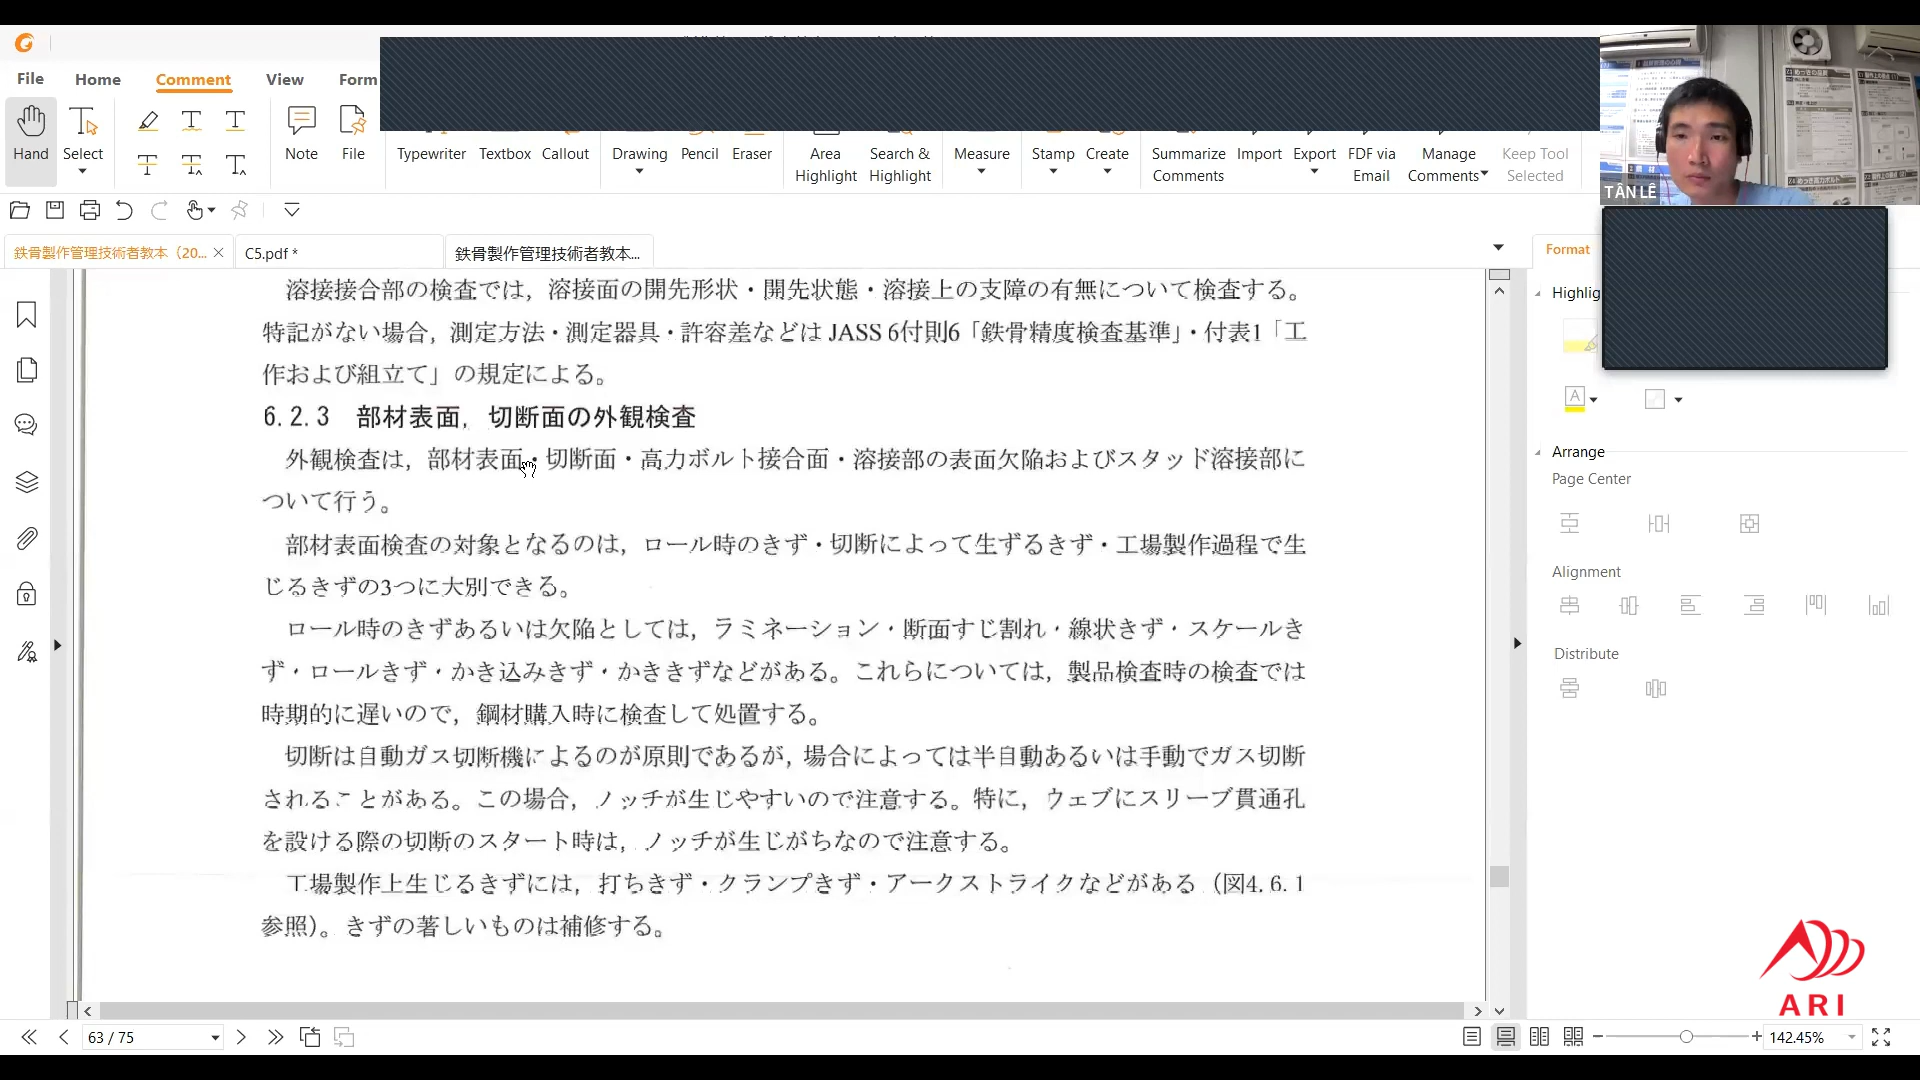 File
Home
Comment
View
Form
Hand
Select
Note
File
Typewriter
Textbox
Callout
Drawing
Pencil
Eraser
Area
Highlight
Search &
Highlight
Measure
Stamp
Create
Summarize
Comments
Import
Export
FDF via
Email
Manage
Comments
Keep Tool
Selected
TÂN LÊ
鉄骨製作管理技術者教本（20...
C5.pdf *
鉄骨製作管理技術者教本...
Format
Highlig
Arrange
Page Center
Alignment
Distribute
溶接接合部の検査では，溶接面の開先形状・開先状態・溶接上の支障の有無について検査する。
特記がない場合，測定方法・測定器具・許容差などは JASS 6付則6「鉄骨精度検査基準」・付表1「工
作および組立て」の規定による。
6.2.3 部材表面，切断面の外観検査
外観検査は，部材表面・切断面・高力ボルト接合面・溶接部の表面欠陥およびスタッド溶接部に
ついて行う。
部材表面検査の対象となるのは，ロール時のきず・切断によって生ずるきず・工場製作過程で生
じるきずの3つに大別できる。
ロール時のきずあるいは欠陥としては，ラミネーション・断面すじ割れ・線状きず・スケールき
ず・ロールきず・かき込みきず・かききずなどがある。これらについては，製品検査時の検査では
時期的に遅いので，鋼材購入時に検査して処置する。
切断は自動ガス切断機によるのが原則であるが，場合によっては半自動あるいは手動でガス切断
されることがある。この場合，ノッチが生じやすいので注意する。特に，ウェブにスリーブ貫通孔
を設ける際の切断のスタート時は，ノッチが生じがちなので注意する。
工場製作上生じるきずには，打ちきず・クランプきず・アークストライクなどがある（図4.6.1
参照）。きずの著しいものは補修する。
ARI
63 / 75
142.45%